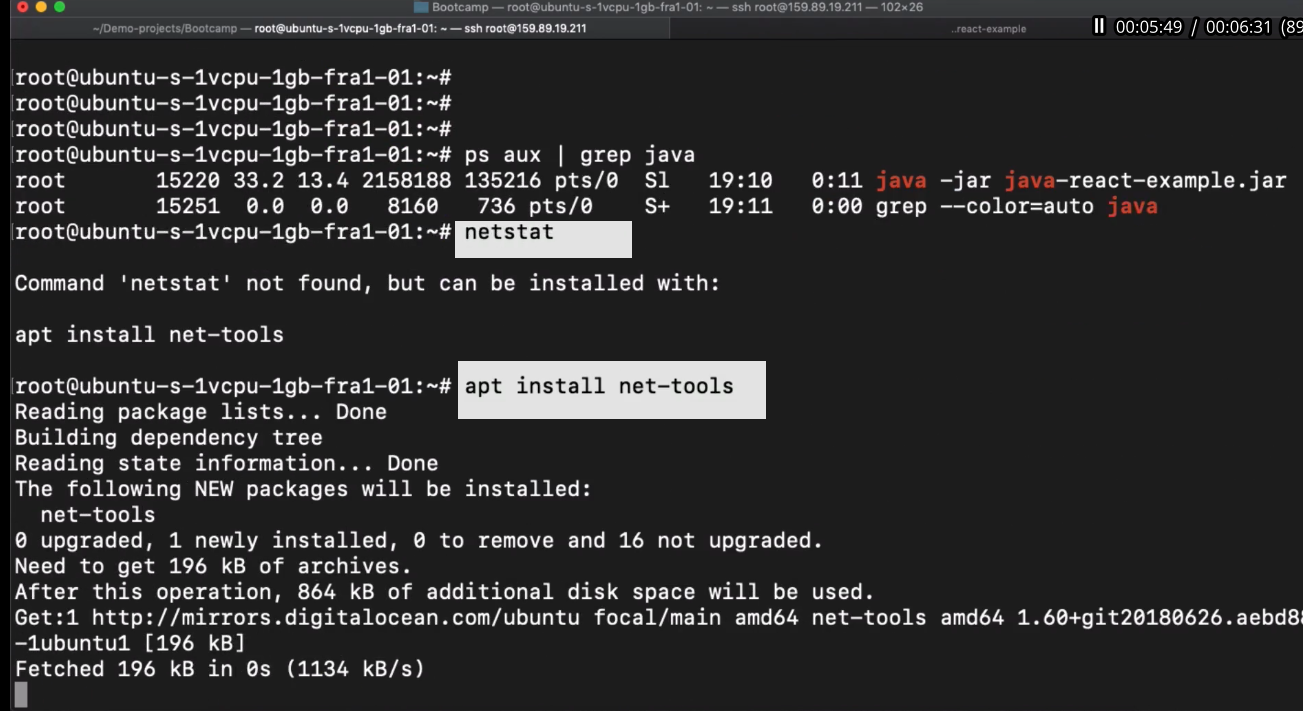 Bootcamp — root@ubuntu-s-1vcpu-1gb-fra1-01: ~ — ssh root@159.89.19.211 — 102×26
~/Demo-projects/Bootcamp — root@ubuntu-s-1vcpu-1gb-fra1-01: ~ — ssh root@159.89.19.211
..react-example
00:05:49 / 00:06:31 (89
[root@ubuntu-s-1vcpu-1gb-fra1-01:~#
[root@ubuntu-s-1vcpu-1gb-fra1-01:~#
[root@ubuntu-s-1vcpu-1gb-fra1-01:~#
[root@ubuntu-s-1vcpu-1gb-fra1-01:~# ps aux | grep java
root 15220 33.2 13.4 2158188 135216 pts/0 Sl 19:10 0:11 java -jar java-react-example.jar
root 15251 0.0 0.0 8160 736 pts/0 S+ 19:11 0:00 grep --color=auto java
[root@ubuntu-s-1vcpu-1gb-fra1-01:~# netstat
Command 'netstat' not found, but can be installed with:
apt install net-tools
[root@ubuntu-s-1vcpu-1gb-fra1-01:~# apt install net-tools
Reading package lists... Done
Building dependency tree
Reading state information... Done
The following NEW packages will be installed:
net-tools
0 upgraded, 1 newly installed, 0 to remove and 16 not upgraded.
Need to get 196 kB of archives.
After this operation, 864 kB of additional disk space will be used.
Get:1 http://mirrors.digitalocean.com/ubuntu focal/main amd64 net-tools amd64 1.60+git20180626.aebd88
-1ubuntu1 [196 kB]
Fetched 196 kB in 0s (1134 kB/s)